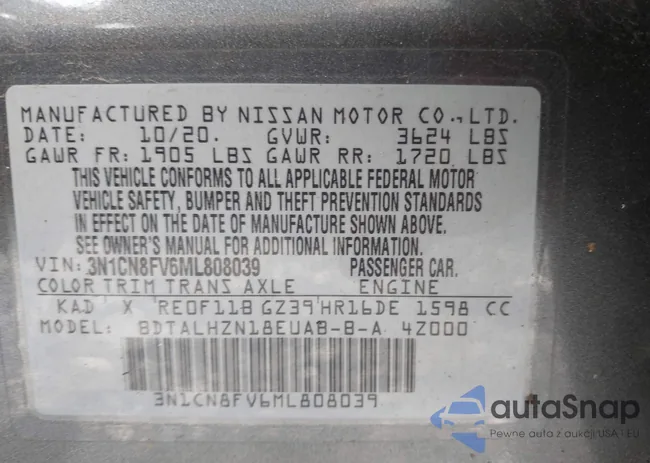 MANUFACTURED BY NISSAN MOTOR CO., LTD.
DATE: 10/20. GVWR: 3624 LBS
GAWR FR: 1905 LBS GAWR RR: 1720 LBS
THIS VEHICLE CONFORMS TO ALL APPLICABLE FEDERAL MOTOR
VEHICLE SAFETY, BUMPER AND THEFT PREVENTION STANDARDS
IN EFFECT ON THE DATE OF MANUFACTURE SHOWN ABOVE.
SEE OWNER'S MANUAL FOR ADDITIONAL INFORMATION.
VIN: 3N1CN8FV6ML808039 PASSENGER CAR.
COLOR TRIM TRANS AXLE ENGINE
KAD X RE0F11B GZ39 HR16DE 1598 CC
MODEL: BDTALHZN18EUAB-B-A 4Z000
3N1CN8FV6ML808039
autaSnap
Pewne auta z aukcji USA i EU